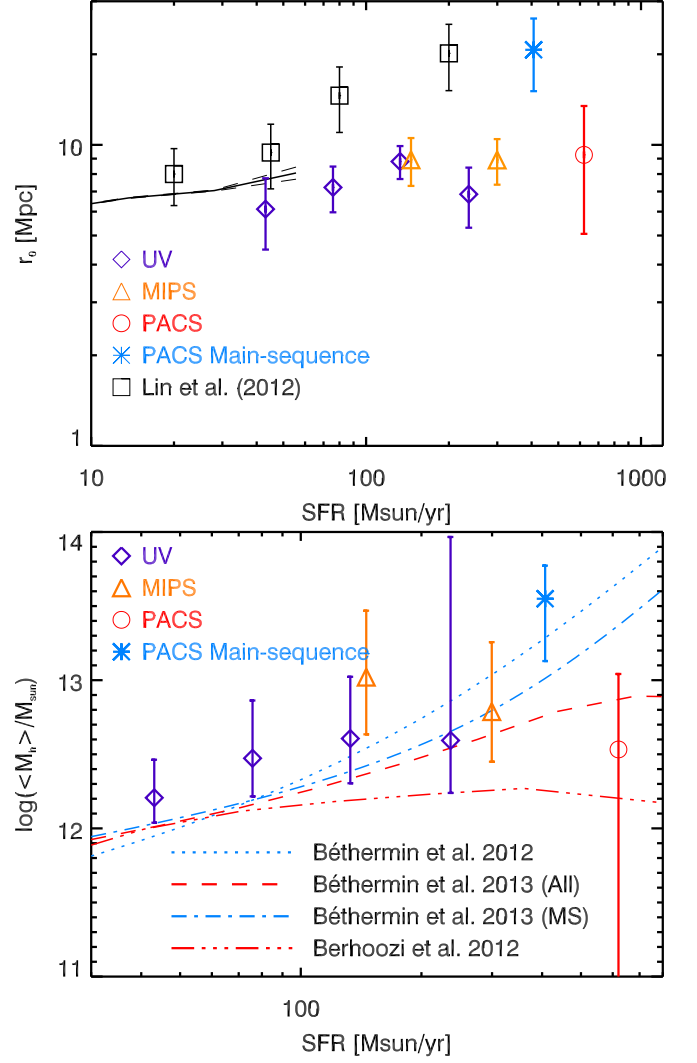 r₀ [Mpc]
10
1
UV
MIPS
PACS
PACS Main-sequence
Lin et al. (2012)
10
100
1000
SFR [Msun/yr]
log(<Mₕ>/Mₛᵤₙ)
14
13
12
11
UV
MIPS
PACS
PACS Main-sequence
Béthermin et al. 2012
Béthermin et al. 2013 (All)
Béthermin et al. 2013 (MS)
Berhoozi et al. 2012
100
SFR [Msun/yr]